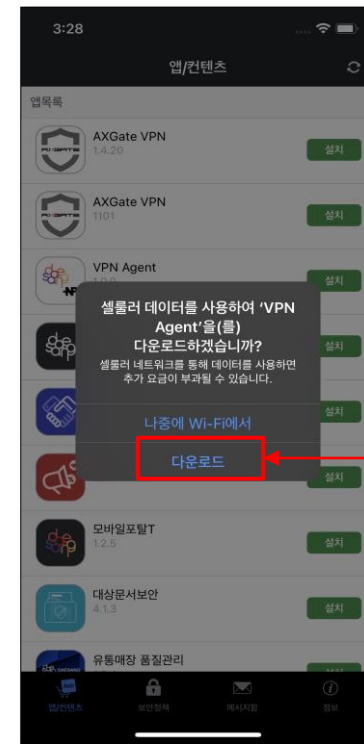 3:28
앱/컨텐츠
앱목록
AXGate VPN
1.4.20
설치
AXGate VPN
1101
설치
VPN Agent
설치
셀룰러 데이터를 사용하여 ‘VPN
Agent’을(를)
다운로드하겠습니까?
셀룰러 네트워크를 통해 데이터를 사용하면
추가 요금이 부과될 수 있습니다.
설치
나중에 Wi-Fi에서
설치
다운로드
설치
모바일포탈T
1.2.5
설치
대상문서보안
4.1.3
설치
유통매장 품질관리
앱/컨텐츠
보안정책
메시지함
정보